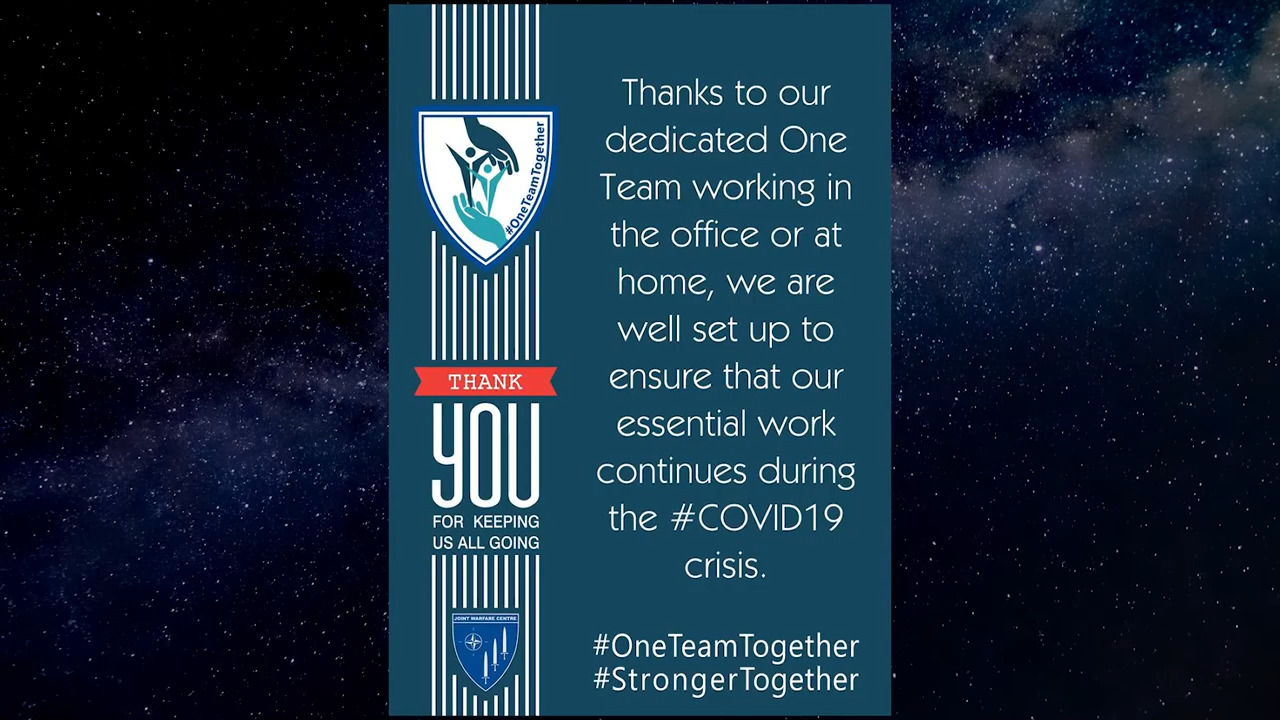 #OneTeamTogether
THANK
YOU
FOR KEEPING
US ALL GOING
JOINT WARFARE CENTRE
Thanks to our
dedicated One
Team working in
the office or at
home, we are
well set up to
ensure that our
essential work
continues during
the #COVID19
crisis.
#OneTeamTogether
#StrongerTogether